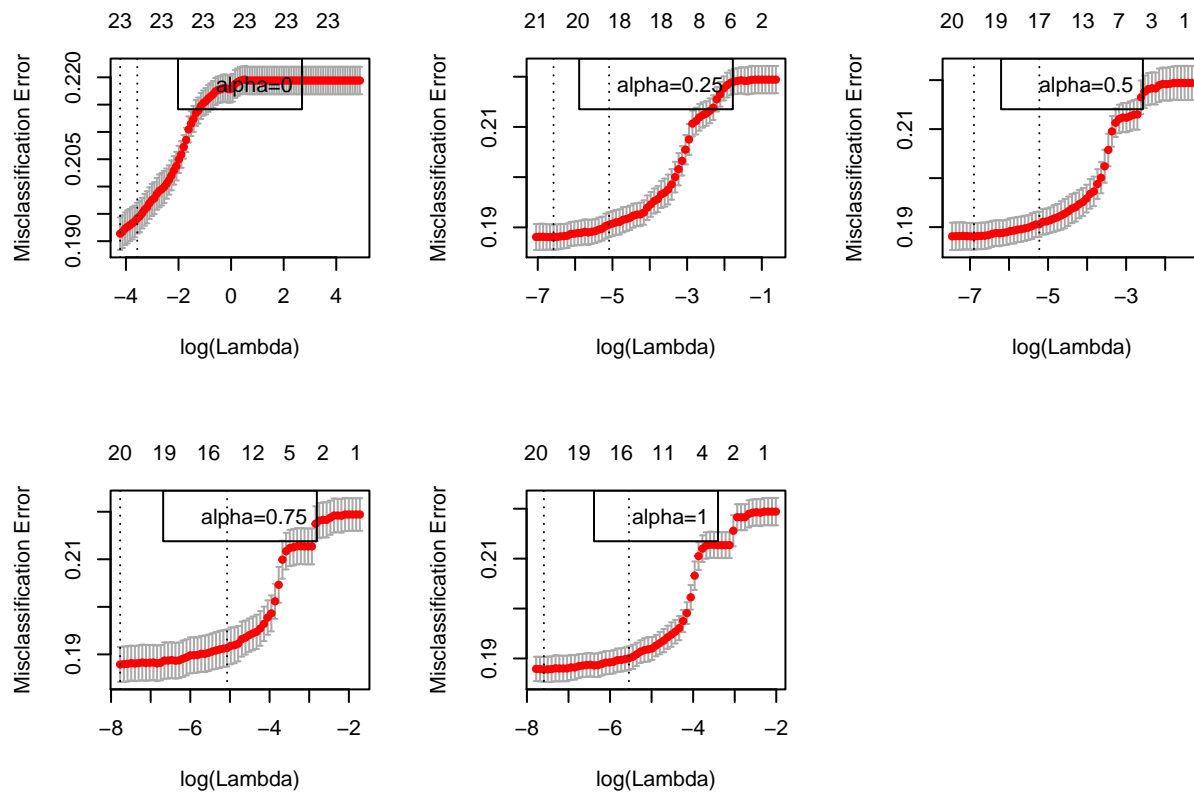 23 23 23 23 23 23
Misclassification Error
0.190 0.205 0.220
alpha=0
−4 −2 0 2 4
log(Lambda)
21 20 18 18 8 6 2
Misclassification Error
0.19 0.21
alpha=0.25
−7 −5 −3 −1
log(Lambda)
20 19 17 13 7 3 1
Misclassification Error
0.19 0.21
alpha=0.5
−7 −5 −3
log(Lambda)
20 19 16 12 5 2 1
Misclassification Error
0.19 0.21
alpha=0.75
−8 −6 −4 −2
log(Lambda)
20 19 16 11 4 2 1
Misclassification Error
0.19 0.21
alpha=1
−8 −6 −4 −2
log(Lambda)